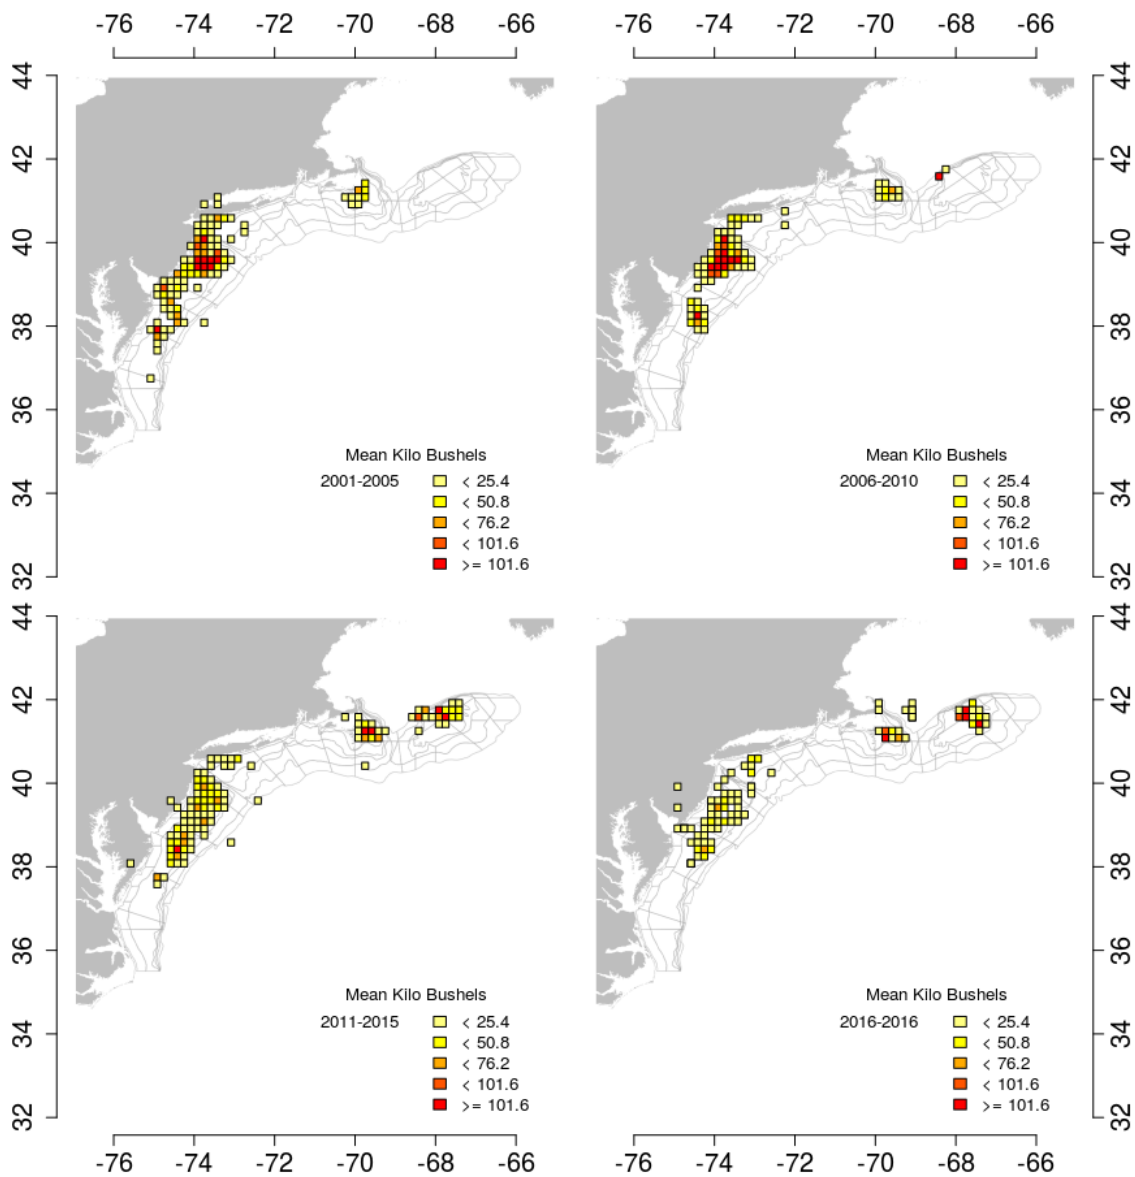 -76 -74 -72 -70 -68 -66 -76 -74 -72 -70 -68 -66
44 42 40 38 36 34 32
Mean Kilo Bushels
2001-2005 < 25.4
< 50.8
< 76.2
< 101.6
>= 101.6
Mean Kilo Bushels
2006-2010 < 25.4
< 50.8
< 76.2
< 101.6
>= 101.6
44 42 40 38 36 34 32
44 42 40 38 36 34 32
Mean Kilo Bushels
2011-2015 < 25.4
< 50.8
< 76.2
< 101.6
>= 101.6
Mean Kilo Bushels
2016-2016 < 25.4
< 50.8
< 76.2
< 101.6
>= 101.6
44 42 40 38 36 34 32
-76 -74 -72 -70 -68 -66 -76 -74 -72 -70 -68 -66